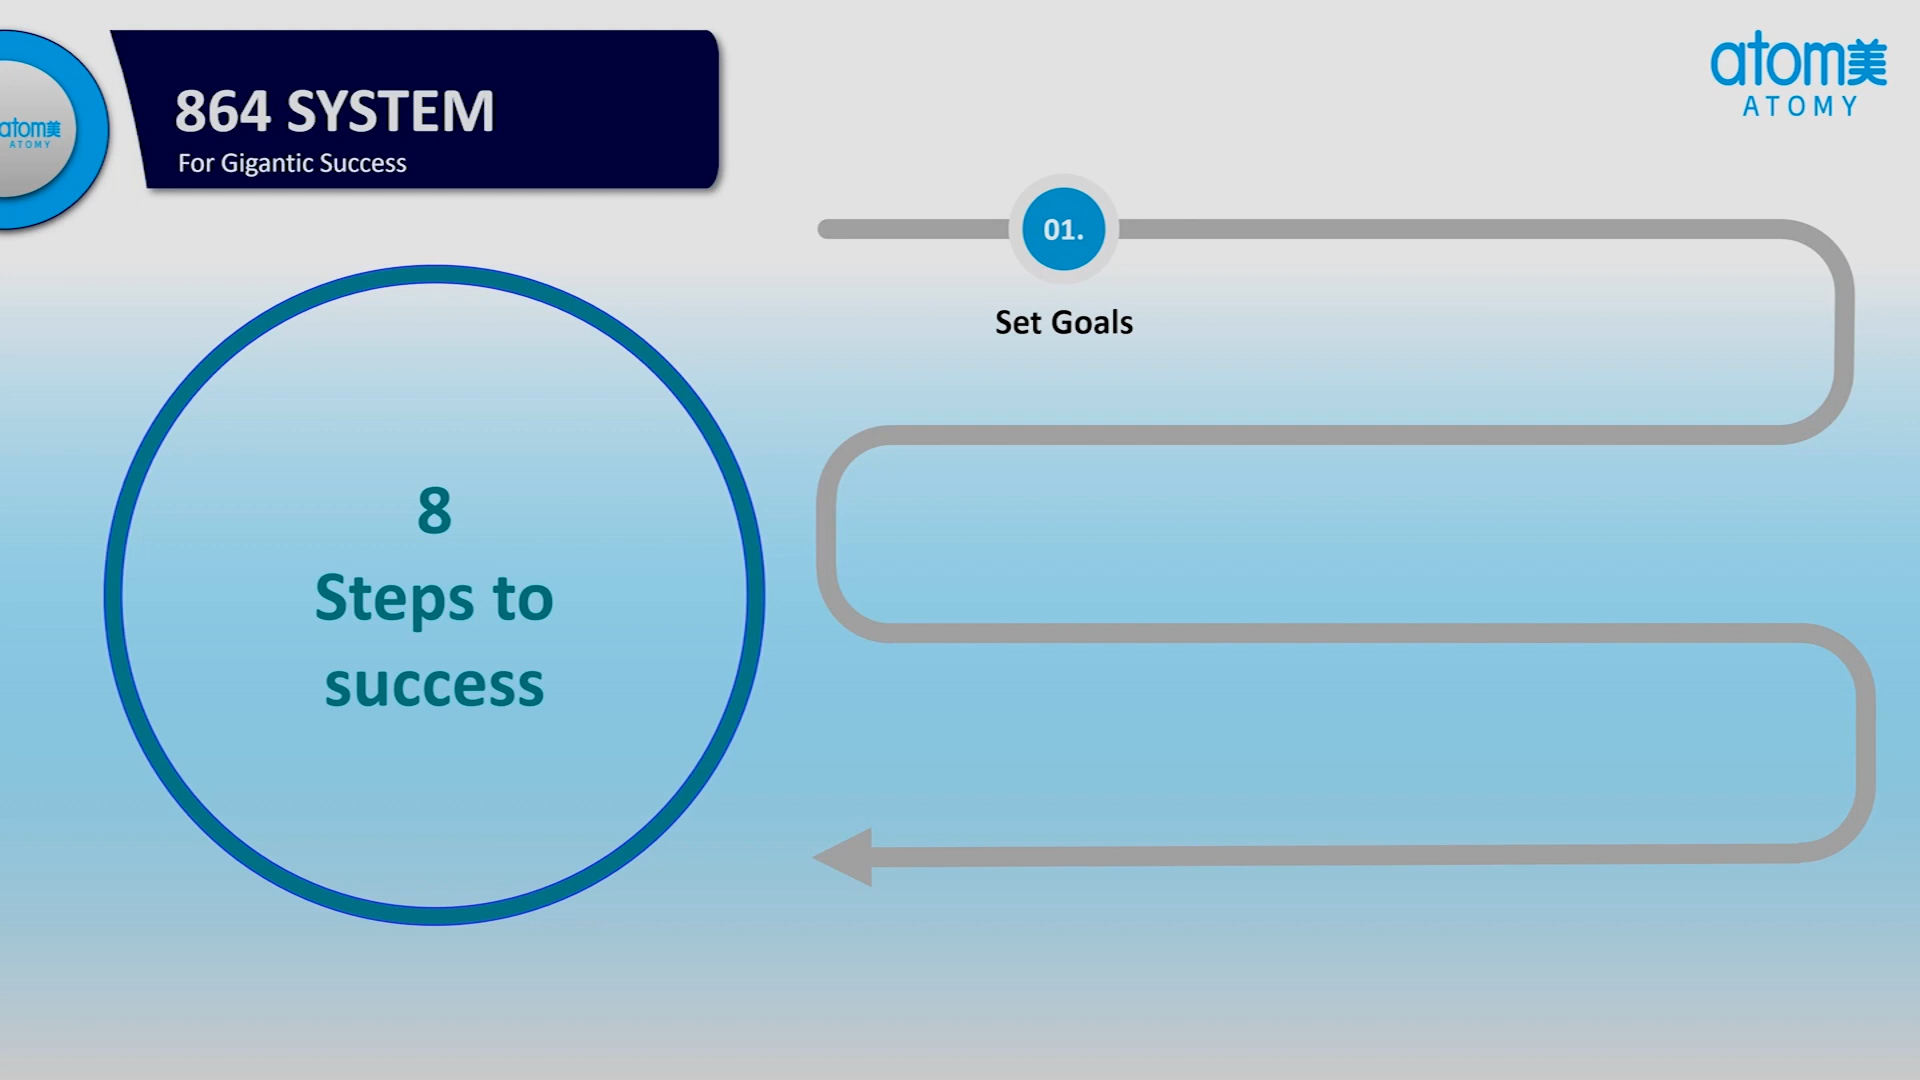 atom美
ATOMY
864 SYSTEM
For Gigantic Success
atom美
ATOMY
01.
Set Goals
8
Steps to
success